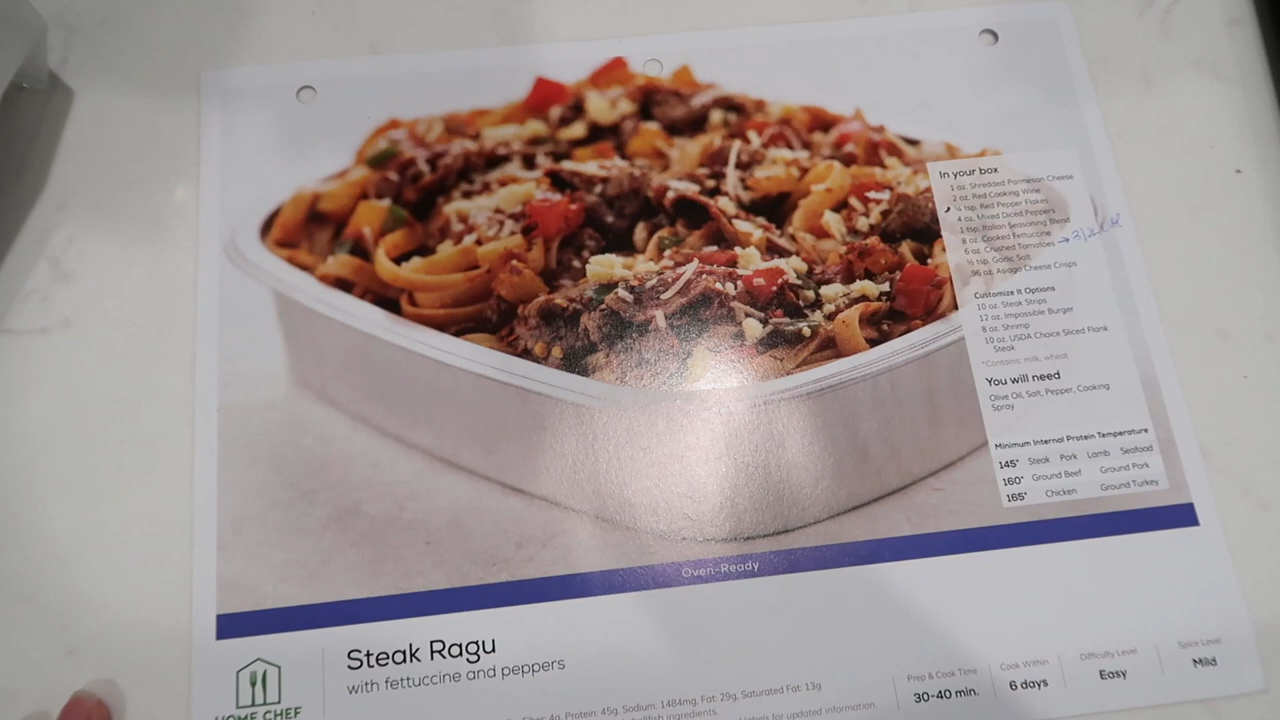 In your box
1 oz. Shredded Parmesan Cheese
2 oz. Red Cooking Wine
¼ tsp. Red Pepper Flakes
4 oz. Mixed Diced Peppers
1 tsp. Italian Seasoning Blend
8 oz. Cooked Fettuccine
6 oz. Crushed Tomatoes
½ tsp. Garlic Salt
.96 oz. Asiago Cheese Crisps
Customize It Options
10 oz. Steak Strips
12 oz. Impossible Burger
8 oz. Shrimp
10 oz. USDA Choice Sliced Flank
Steak
*Contains: milk, wheat
You will need
Olive Oil, Salt, Pepper, Cooking
Spray
Minimum Internal Protein Temperature
145° Steak Pork Lamb Seafood
160° Ground Beef Ground Pork
165° Chicken Ground Turkey
Oven-Ready
Steak Ragu
with fettuccine and peppers
HOME CHEF
Fiber: 4g, Protein: 45g, Sodium: 1484mg, Fat: 29g, Saturated Fat: 13g
ingredients.
labels for updated information.
Prep & Cook Time
30-40 min.
Cook Within
6 days
Difficulty Level
Easy
Spice Level
Mild